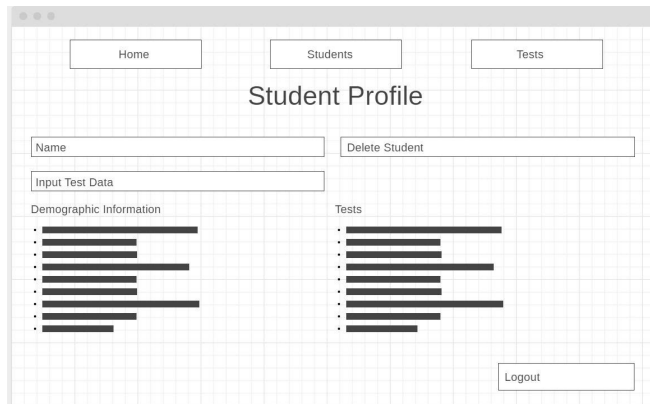 Home
Students
Tests
Student Profile
Name
Delete Student
Input Test Data
Demographic Information
Tests
Logout